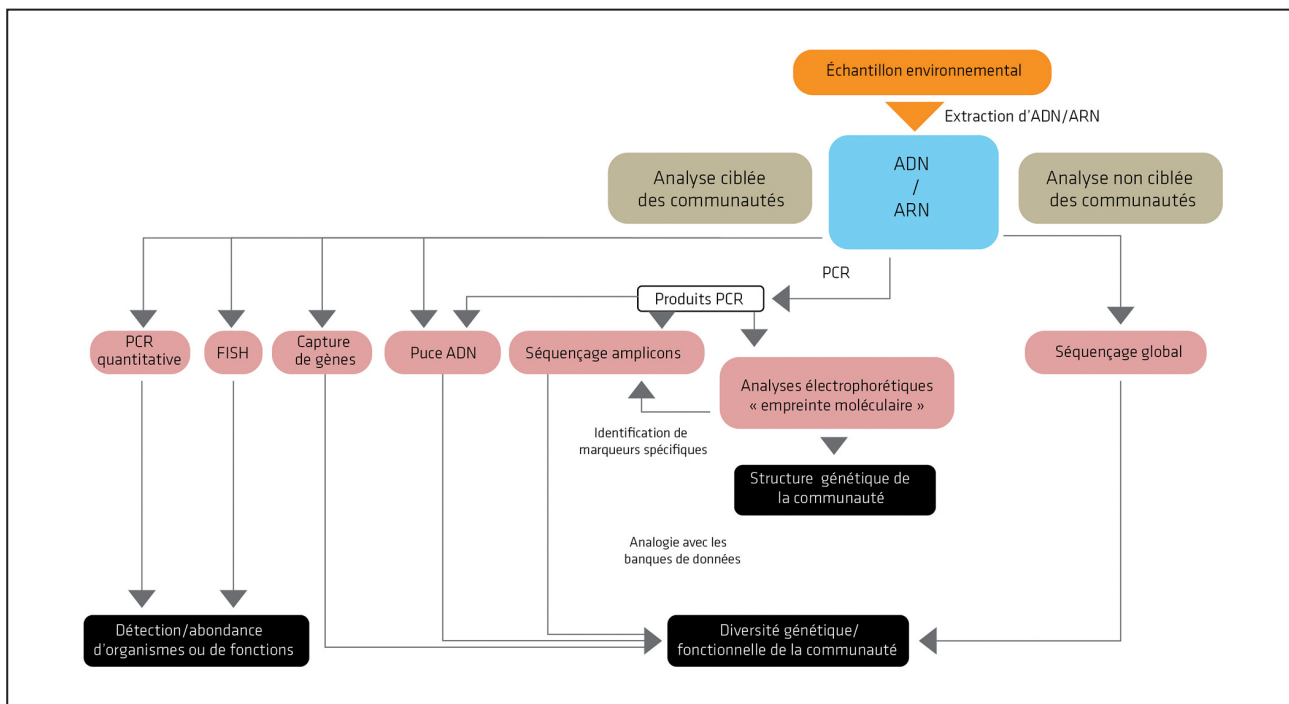 Échantillon environnemental
Extraction d'ADN/ARN
ADN
/
ARN
Analyse ciblée
des communautés
Analyse non ciblée
des communautés
PCR
Produits PCR
PCR
quantitative
FISH
Capture
de gènes
Puce ADN
Séquençage amplicons
Analyses électrophorétiques
« empreinte moléculaire »
Séquençage global
Identification de
marqueurs spécifiques
Structure génétique de
la communauté
Analogie avec les
banques de données
Détection/abondance
d'organismes ou de fonctions
Diversité génétique/
fonctionnelle de la communauté